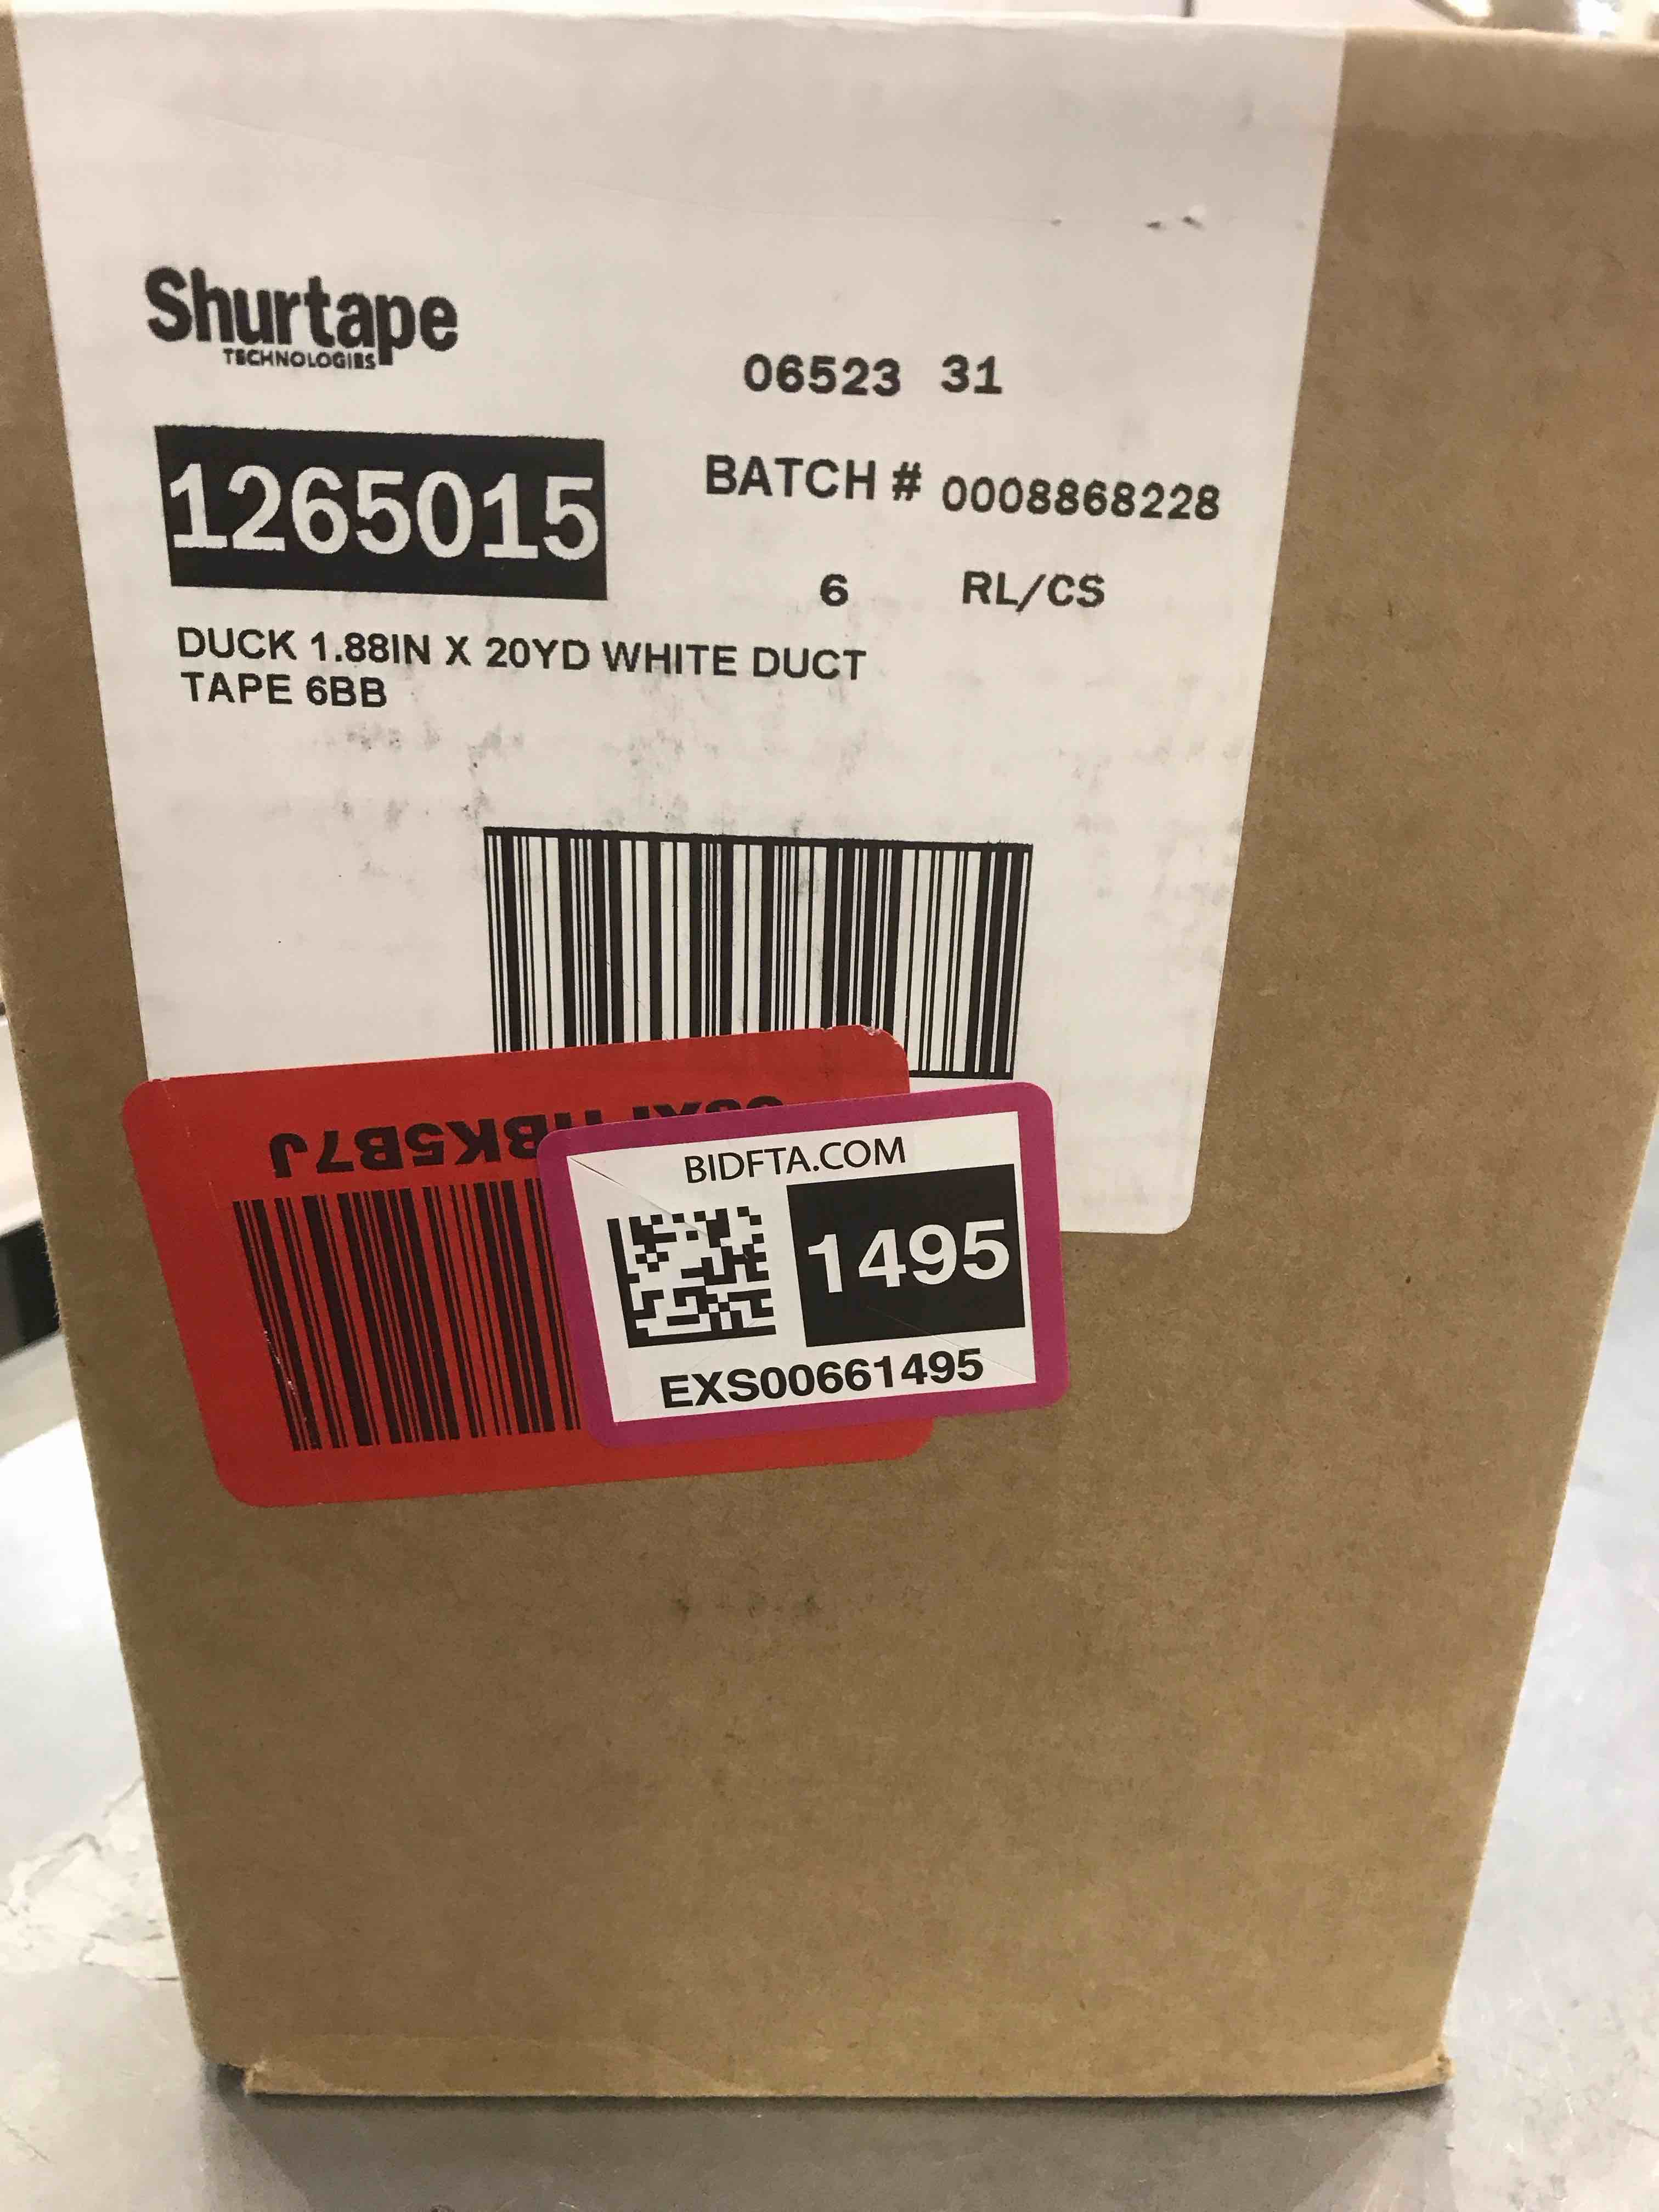 Shurtape
TECHNOLOGIES
06523 31
1265015
BATCH # 0008868228
6 RL/CS
DUCK 1.88IN X 20YD WHITE DUCT
TAPE 6BB
BIDFTA.COM
1495
EXS00661495